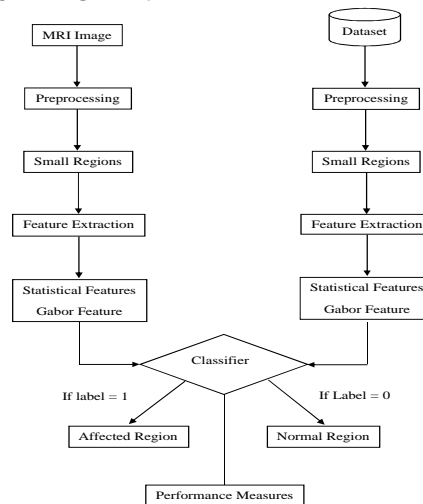 MRI Image
Preprocessing
Small Regions
Feature Extraction
Statistical Features
Gabor Feature
Dataset
Preprocessing
Small Regions
Feature Extraction
Statistical Features
Gabor Feature
Classifier
If label = 1
If Label = 0
Affected Region
Normal Region
Performance Measures